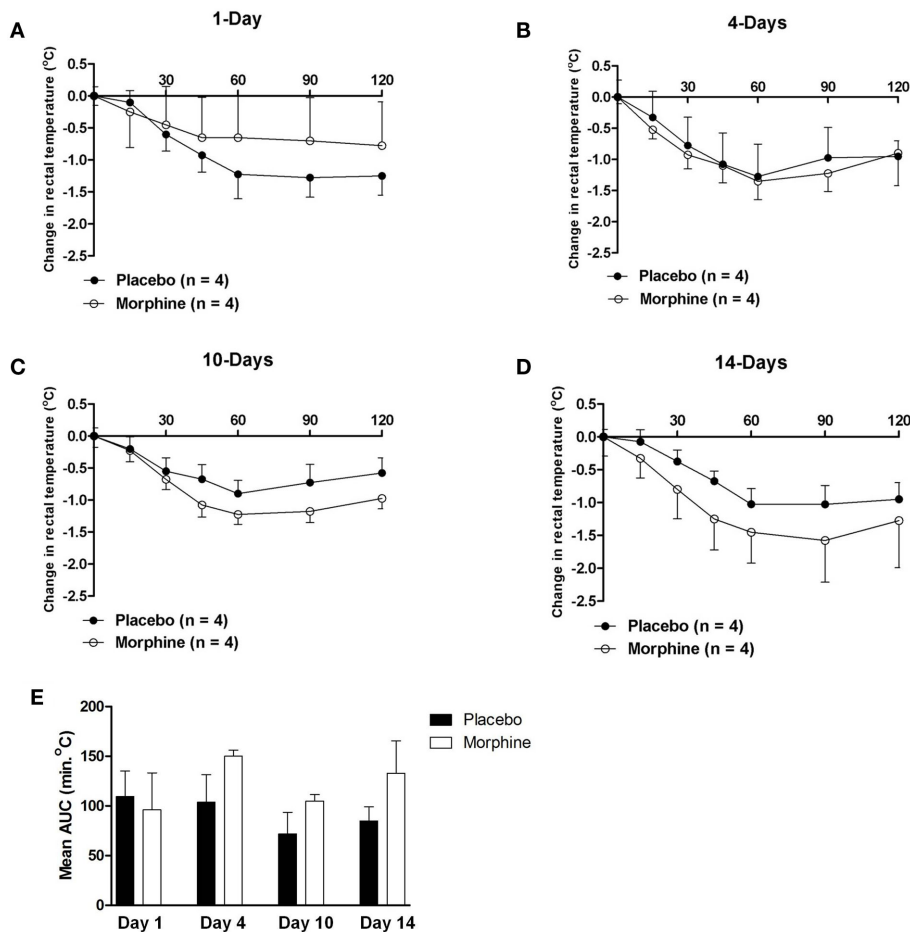 A
1-Day
Change in rectal temperature (°C)
0.5
0.0
-0.5
-1.0
-1.5
-2.0
-2.5
30 60 90 120
Placebo (n = 4)
Morphine (n = 4)
B
4-Days
Change in rectal temperature (°C)
0.5
0.0
-0.5
-1.0
-1.5
-2.0
-2.5
30 60 90 120
Placebo (n = 4)
Morphine (n = 4)
C
10-Days
Change in rectal temperature (°C)
0.5
0.0
-0.5
-1.0
-1.5
-2.0
-2.5
30 60 90 120
Placebo (n = 4)
Morphine (n = 4)
D
14-Days
Change in rectal temperature (°C)
0.5
0.0
-0.5
-1.0
-1.5
-2.0
-2.5
30 60 90 120
Placebo (n = 4)
Morphine (n = 4)
E
Mean AUC (min.°C)
200
150
100
50
0
Day 1 Day 4 Day 10 Day 14
Placebo
Morphine